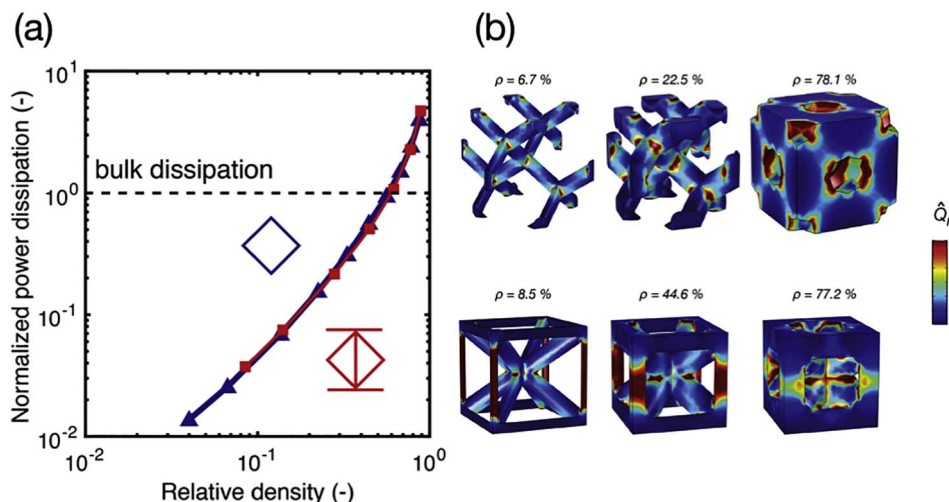 (a)
(b)
Normalized power dissipation (-)
10^1
10^0
10^-1
10^-2
bulk dissipation
10^-2
10^-1
10^0
Relative density (-)
ρ = 6.7 %
ρ = 22.5 %
ρ = 78.1 %
ρ = 8.5 %
ρ = 44.6 %
ρ = 77.2 %